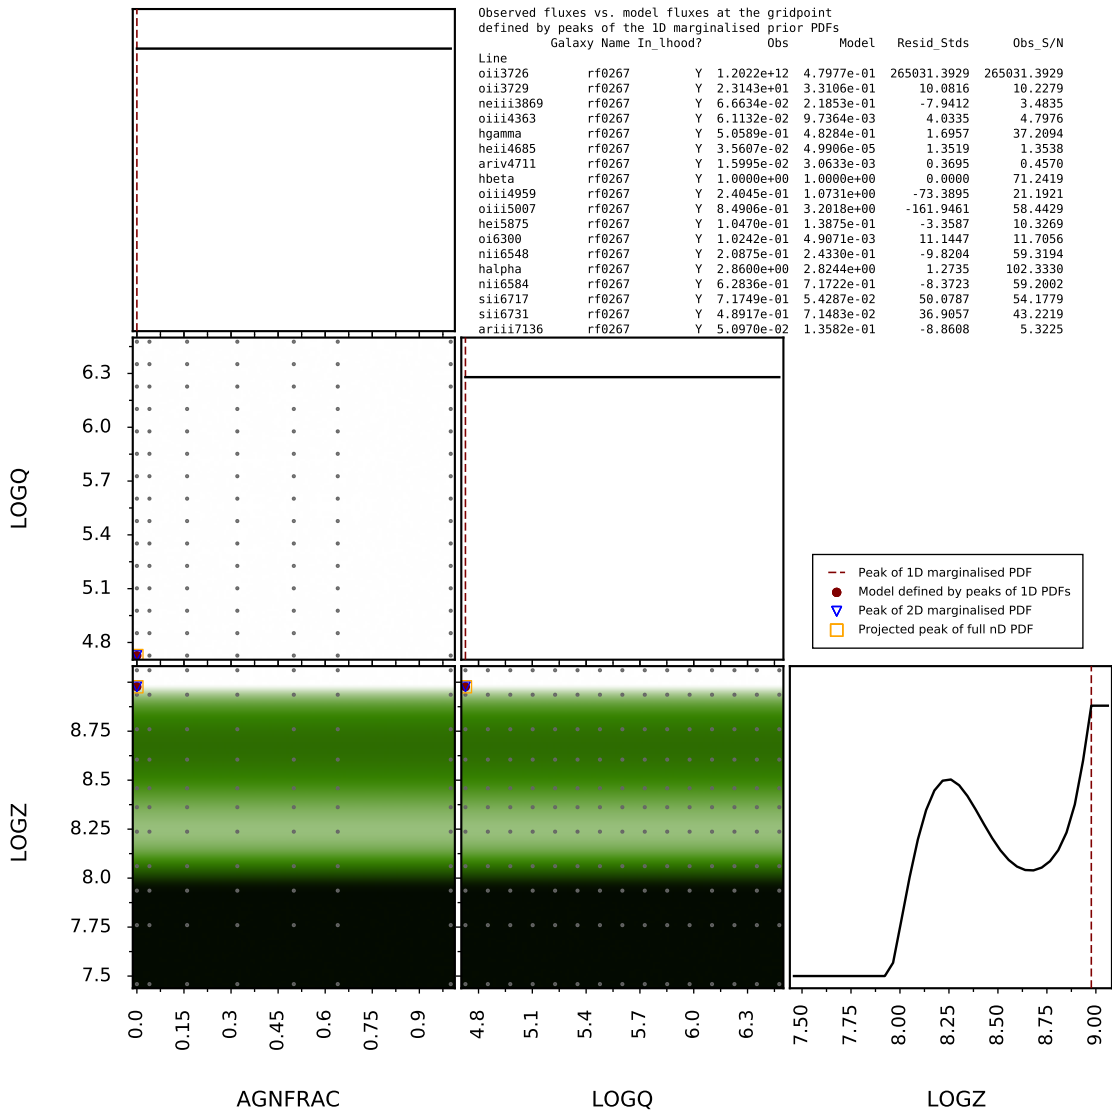 Observed fluxes vs. model fluxes at the gridpoint
defined by peaks of the 1D marginalised prior PDFs
Galaxy Name In_lhood? Obs Model Resid_Stds Obs_S/N
Line
oii3726 rf0267 Y 1.2022e+12 4.7977e-01 265031.3929 265031.3929
oii3729 rf0267 Y 2.3143e+01 3.3106e-01 10.0816 10.2279
neiii3869 rf0267 Y 6.6634e-02 2.1853e-01 -7.9412 3.4835
oiii4363 rf0267 Y 6.1132e-02 9.7364e-03 4.0335 4.7976
hgamma rf0267 Y 5.0589e-01 4.8284e-01 1.6957 37.2094
heii4685 rf0267 Y 3.5607e-02 4.9906e-05 1.3519 1.3538
ariv4711 rf0267 Y 1.5995e-02 3.0633e-03 0.3695 0.4570
hbeta rf0267 Y 1.0000e+00 1.0000e+00 0.0000 71.2419
oiii4959 rf0267 Y 2.4045e-01 1.0731e+00 -73.3895 21.1921
oiii5007 rf0267 Y 8.4906e-01 3.2018e+00 -161.9461 58.4429
hei5875 rf0267 Y 1.0470e-01 1.3875e-01 -3.3587 10.3269
oi6300 rf0267 Y 1.0242e-01 4.9071e-03 11.1447 11.7056
nii6548 rf0267 Y 2.0875e-01 2.4330e-01 -9.8204 59.3194
halpha rf0267 Y 2.8600e+00 2.8244e+00 1.2735 102.3330
nii6584 rf0267 Y 6.2836e-01 7.1722e-01 -8.3723 59.2002
sii6717 rf0267 Y 7.1749e-01 5.4287e-02 50.0787 54.1779
sii6731 rf0267 Y 4.8917e-01 7.1483e-02 36.9057 43.2219
ariii7136 rf0267 Y 5.0970e-02 1.3582e-01 -8.8608 5.3225
6.3
6.0
5.7
5.4
5.1
4.8
LOGQ
Peak of 1D marginalised PDF
Model defined by peaks of 1D PDFs
Peak of 2D marginalised PDF
Projected peak of full nD PDF
8.75
8.5
8.25
8.0
7.75
7.5
LOGZ
0.0 0.15 0.3 0.45 0.6 0.75 0.9
4.8 5.1 5.4 5.7 6.0 6.3
7.50 7.75 8.00 8.25 8.50 8.75 9.00
AGNFRAC LOGQ LOGZ